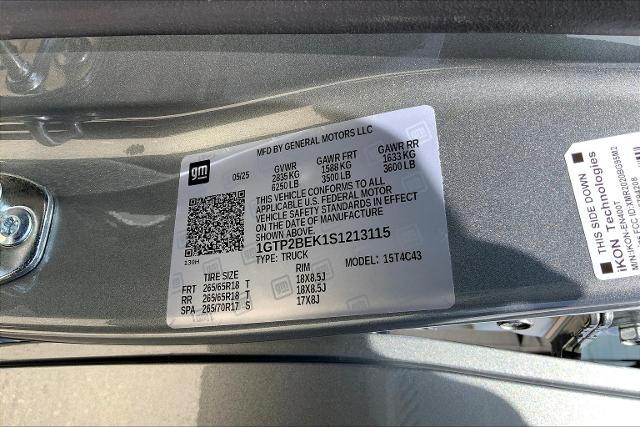 MFD BY GENERAL MOTORS LLC
gm
05/25
GVWR GAWR FRT GAWR RR
2835 KG 1588 KG 1633 KG
6250 LB 3500 LB 3600 LB
THIS VEHICLE CONFORMS TO ALL
APPLICABLE U.S. FEDERAL MOTOR
VEHICLE SAFETY STANDARDS IN EFFECT
ON THE DATE OF MANUFACTURE
SHOWN ABOVE.
1GTP2BEK1S1213115
TYPE: TRUCK MODEL: 15T4C43
139H
TIRE SIZE RIM
FRT 265/65R18 T 18X8.5J
RR 265/65R18 T 18X8.5J
SPA 265/70R17 S 17X8J
THIS SIDE DOWN
iKON Technologies
M/N: IKON-EN400T